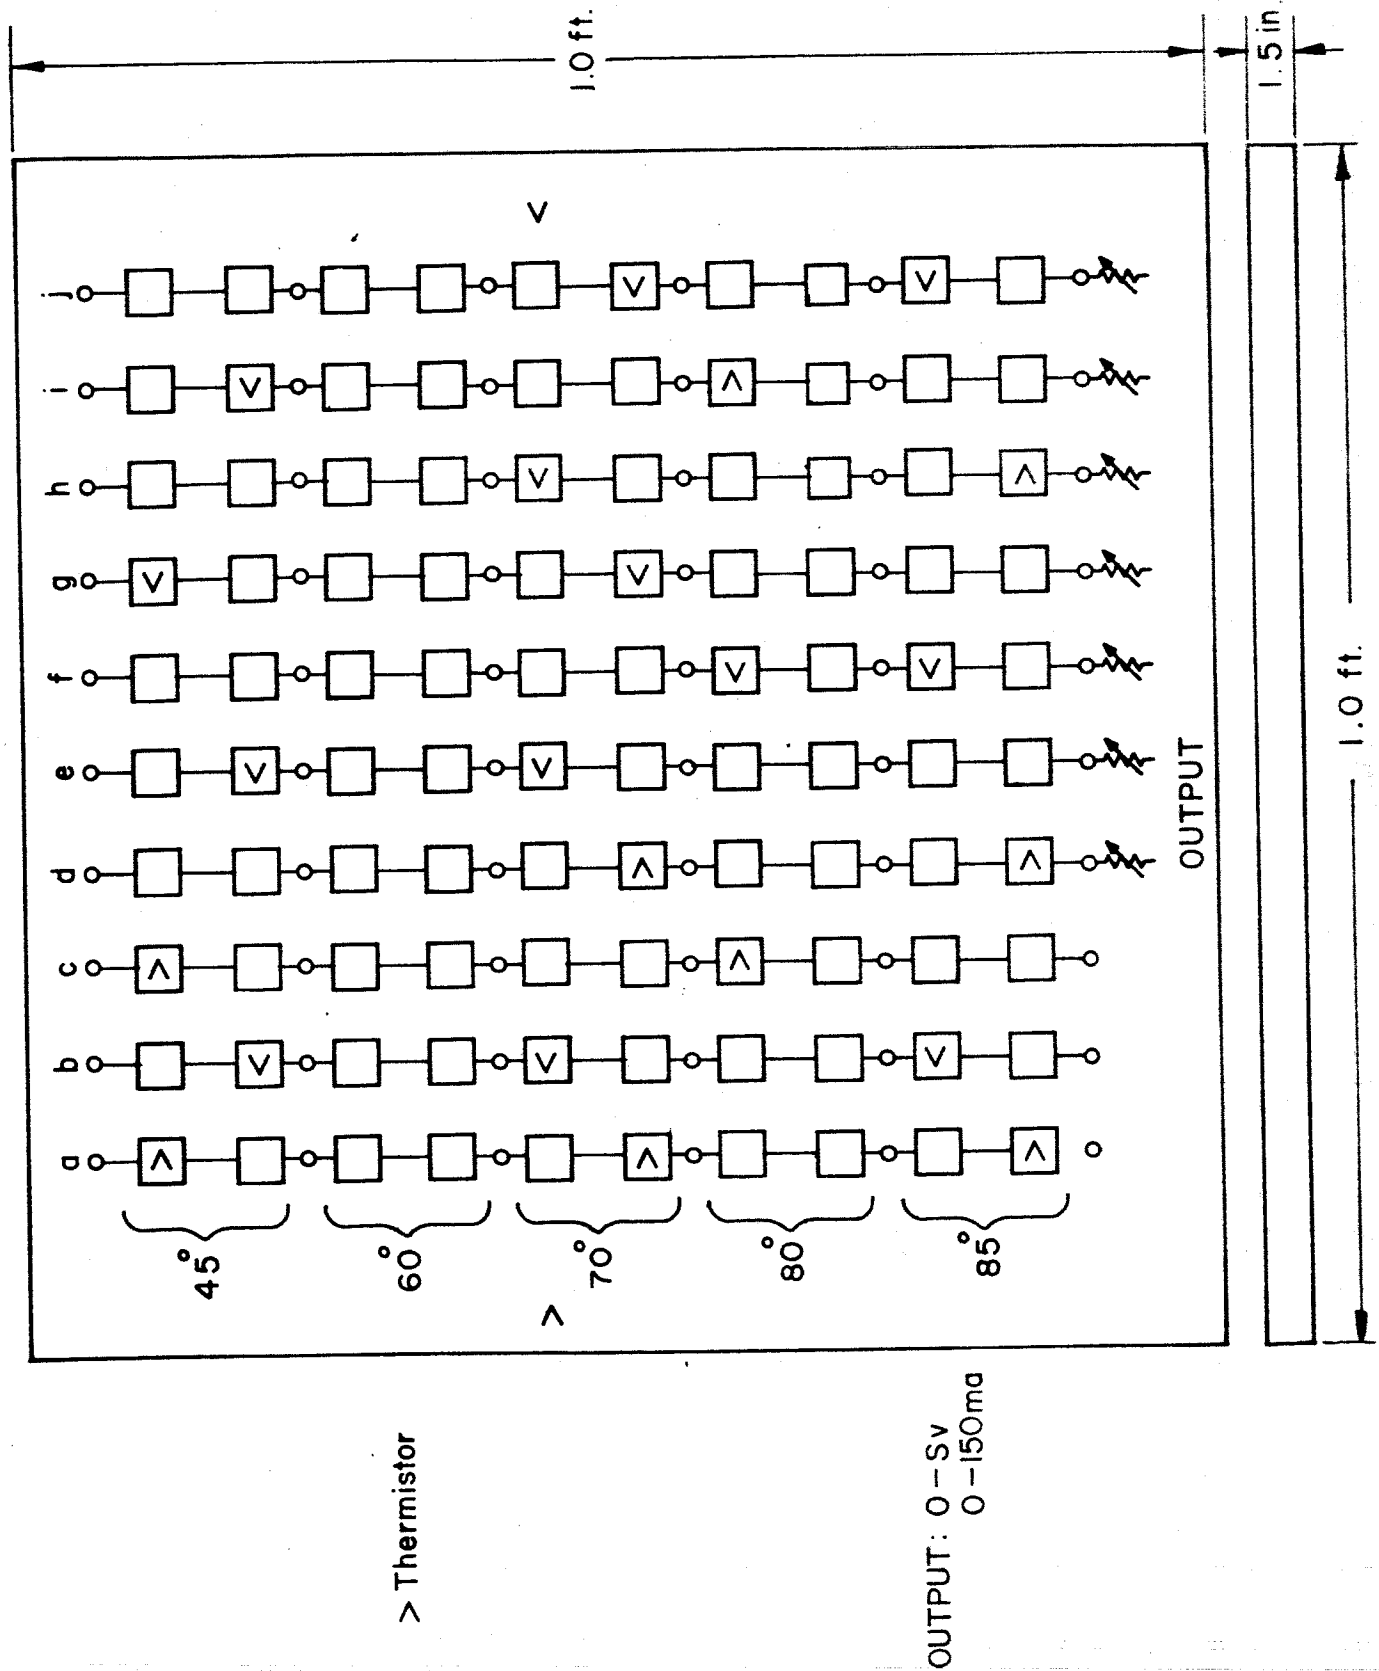 1.0 ft.
1.5 in.
j
i
h
g
f
e
d
c
b
a
45°
60°
70°
80°
85°
OUTPUT
1.0 ft.
> Thermistor
OUTPUT: 0-Sv
0-150ma